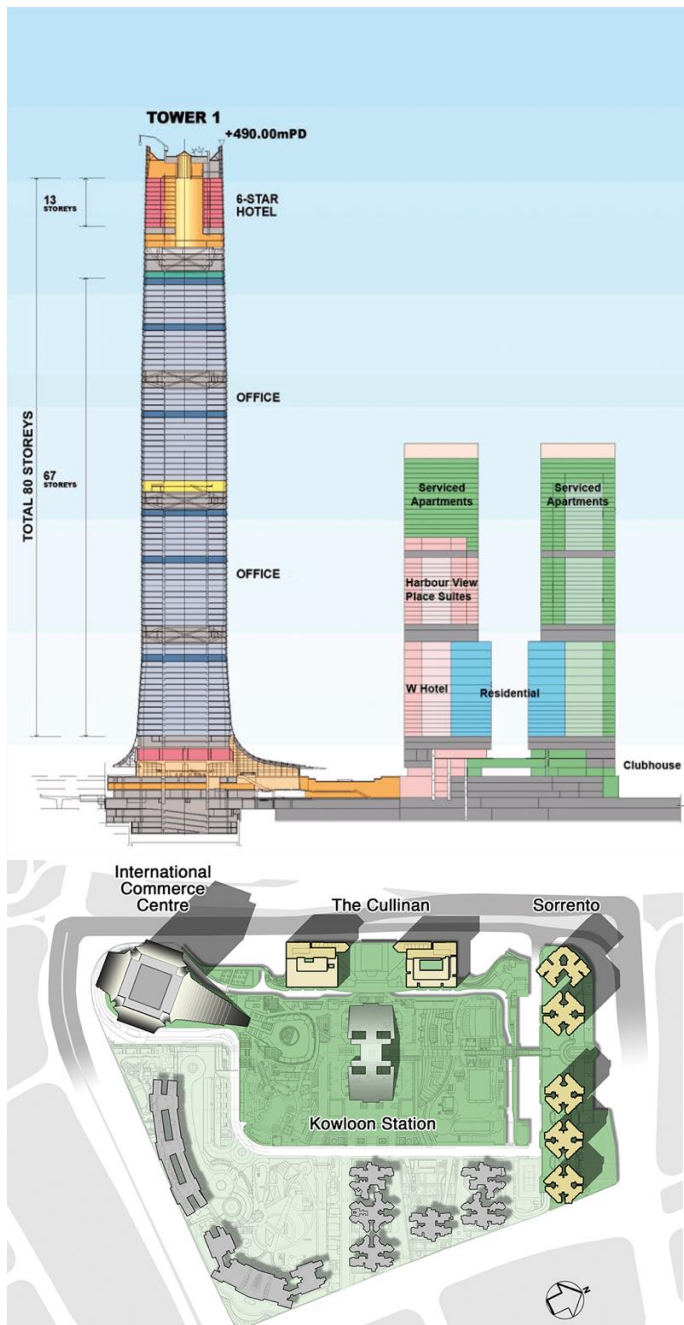 TOWER 1
+490.00mPD
13
STOREYS
6-STAR
HOTEL
TOTAL 80 STOREYS
OFFICE
67
STOREYS
OFFICE
Serviced
Apartments
Serviced
Apartments
Harbour View
Place Suites
W Hotel
Residential
Clubhouse
International
Commerce
Centre
The Cullinan
Sorrento
Kowloon Station
N